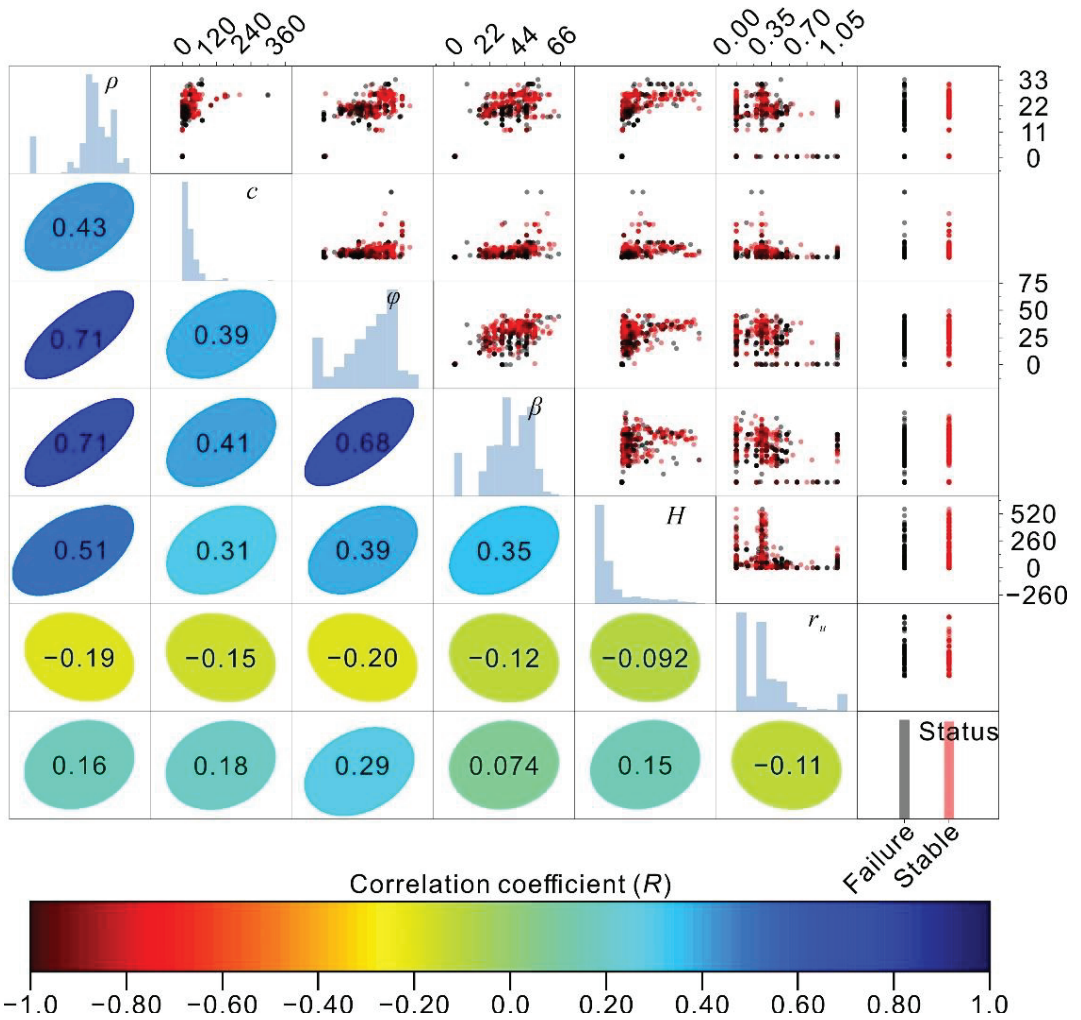 0 120 240 360 0 22 44 66 0.00 0.35 0.70 1.05
ρ 33
22
11
0
0.43 c
0.71 0.39 φ 75
50
25
0
0.71 0.41 0.68 β
0.51 0.31 0.39 0.35 H 520
260
0
−260
−0.19 −0.15 −0.20 −0.12 −0.092 rᵤ
Status
0.16 0.18 0.29 0.074 0.15 −0.11
Failure Stable
Correlation coefficient (R)
−1.0 −0.80 −0.60 −0.40 −0.20 0.0 0.20 0.40 0.60 0.80 1.0